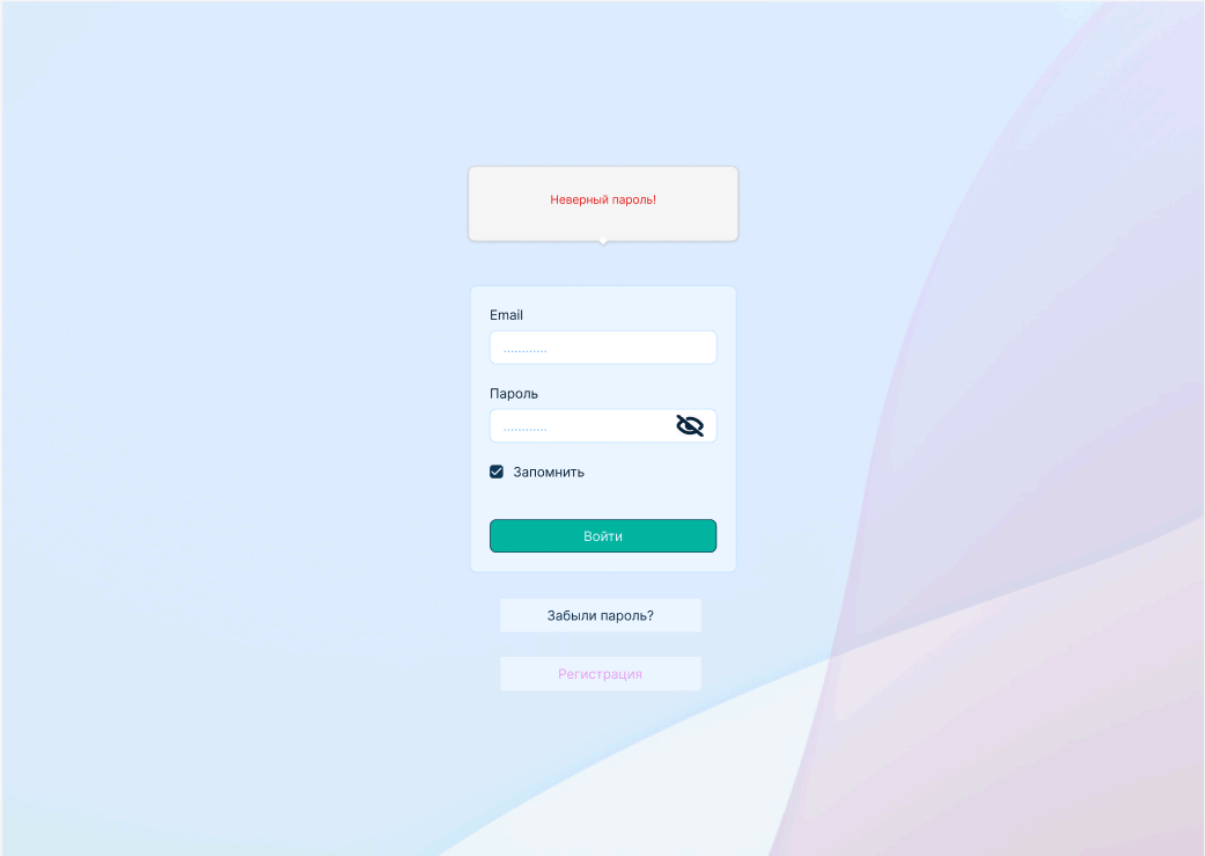 Неверный пароль!
Email
............
Пароль
............
Запомнить
Войти
Забыли пароль?
Регистрация